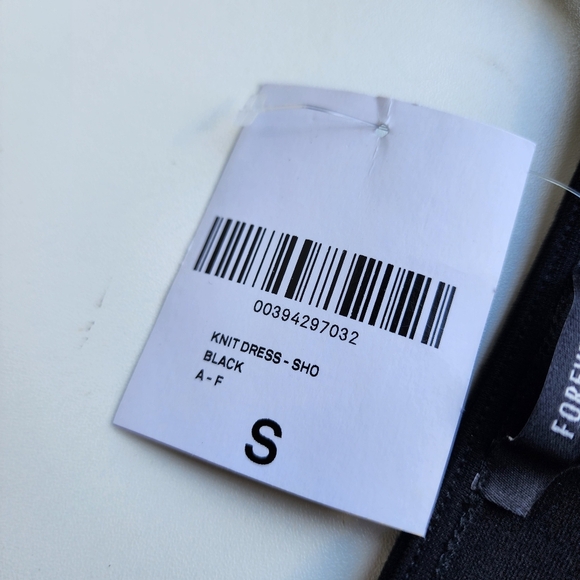 00394297032
KNIT DRESS - SHO
BLACK
A - F
S